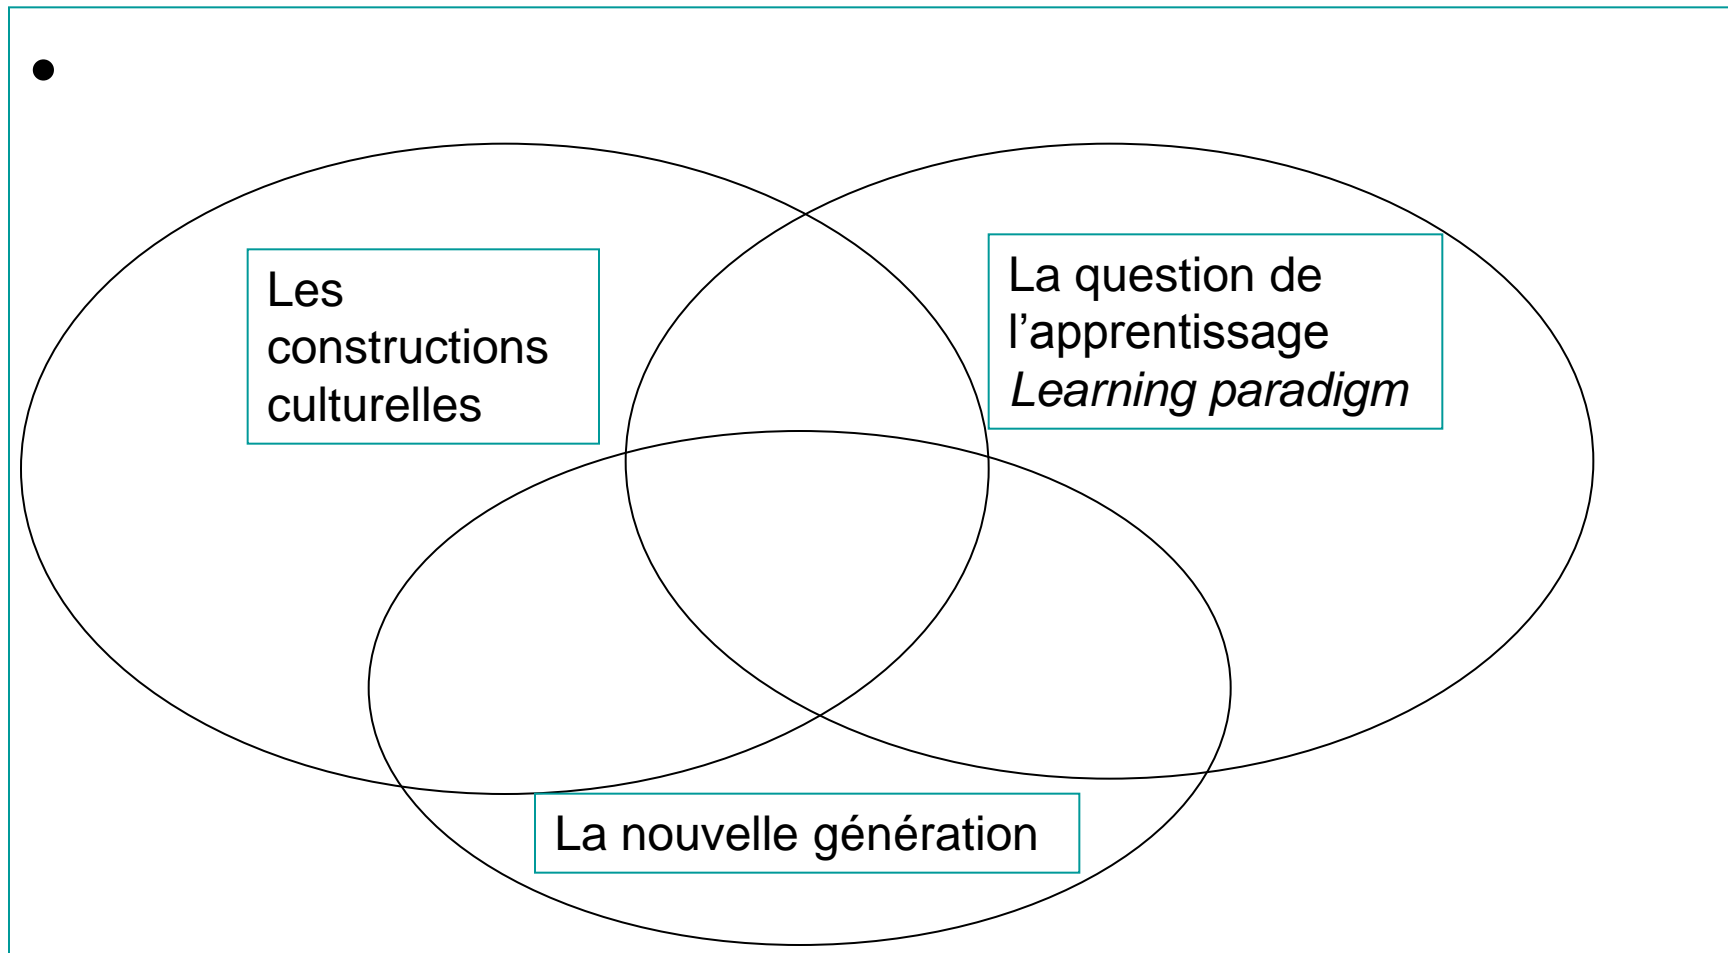 •
Les
constructions
culturelles
La question de
l’apprentissage
Learning paradigm
La nouvelle génération